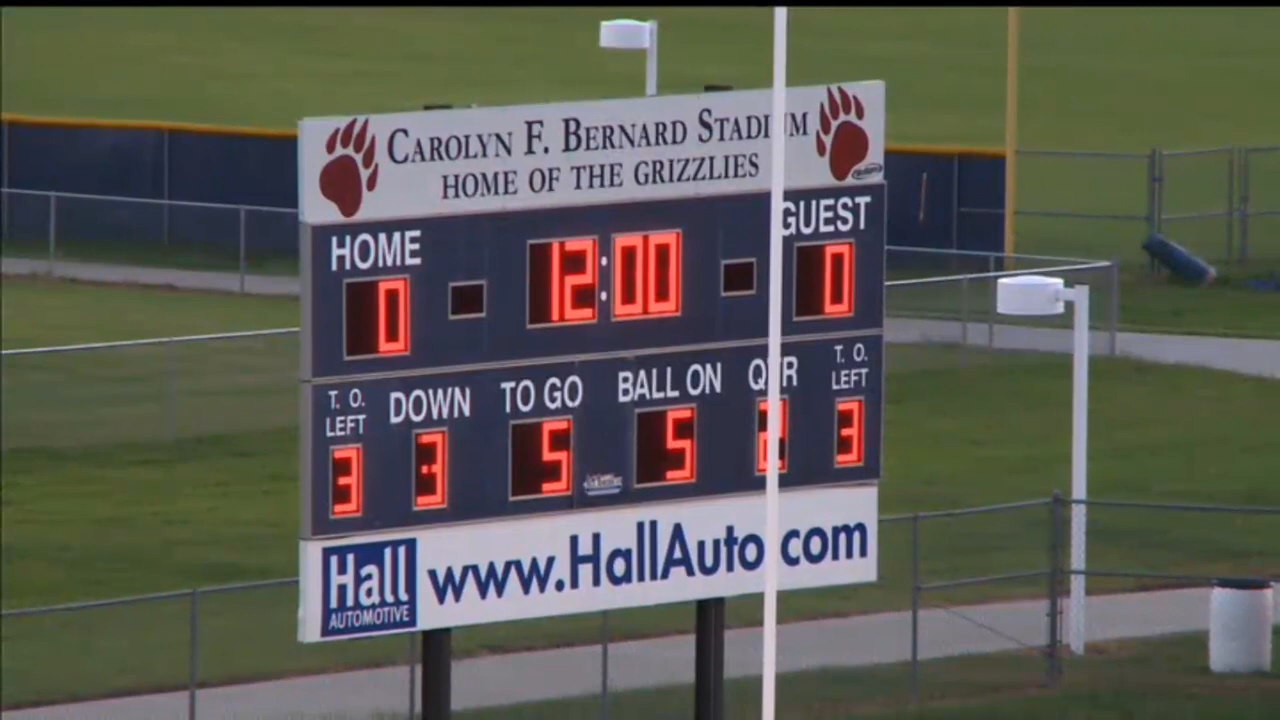 CAROLYN F. BERNARD STADIUM
HOME OF THE GRIZZLIES
HOME 12:00 GUEST
0 0
T. O. LEFT DOWN TO GO BALL ON QTR T. O. LEFT
3 3 5 5 2 3
Hall AUTOMOTIVE www.HallAuto.com